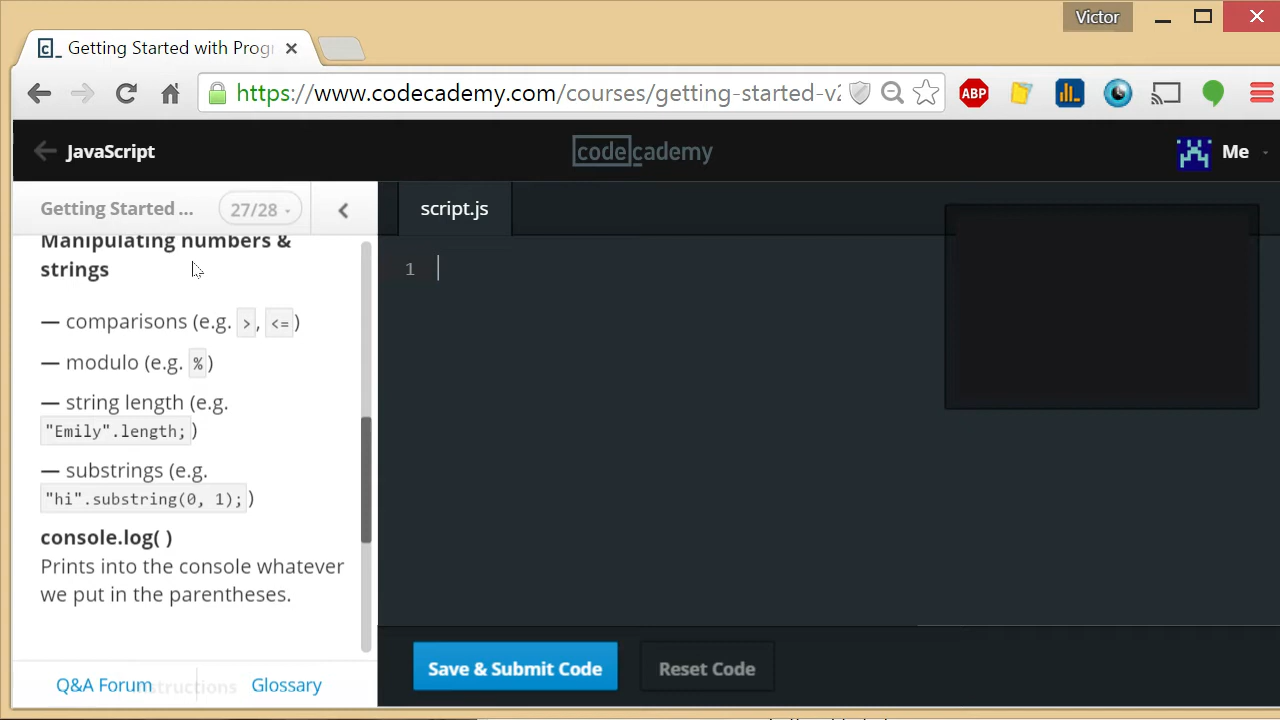 Victor
Getting Started with Progr
https://www.codecademy.com/courses/getting-started-v2
ABP
JavaScript
codecademy
Me
Getting Started ...
27/28
script.js
Manipulating numbers &
strings
1
— comparisons (e.g. >, <=)
— modulo (e.g. %)
— string length (e.g.
"Emily".length;)
— substrings (e.g.
"hi".substring(0, 1);)
console.log( )
Prints into the console whatever
we put in the parentheses.
Save & Submit Code
Reset Code
Q&A Forum
Glossary